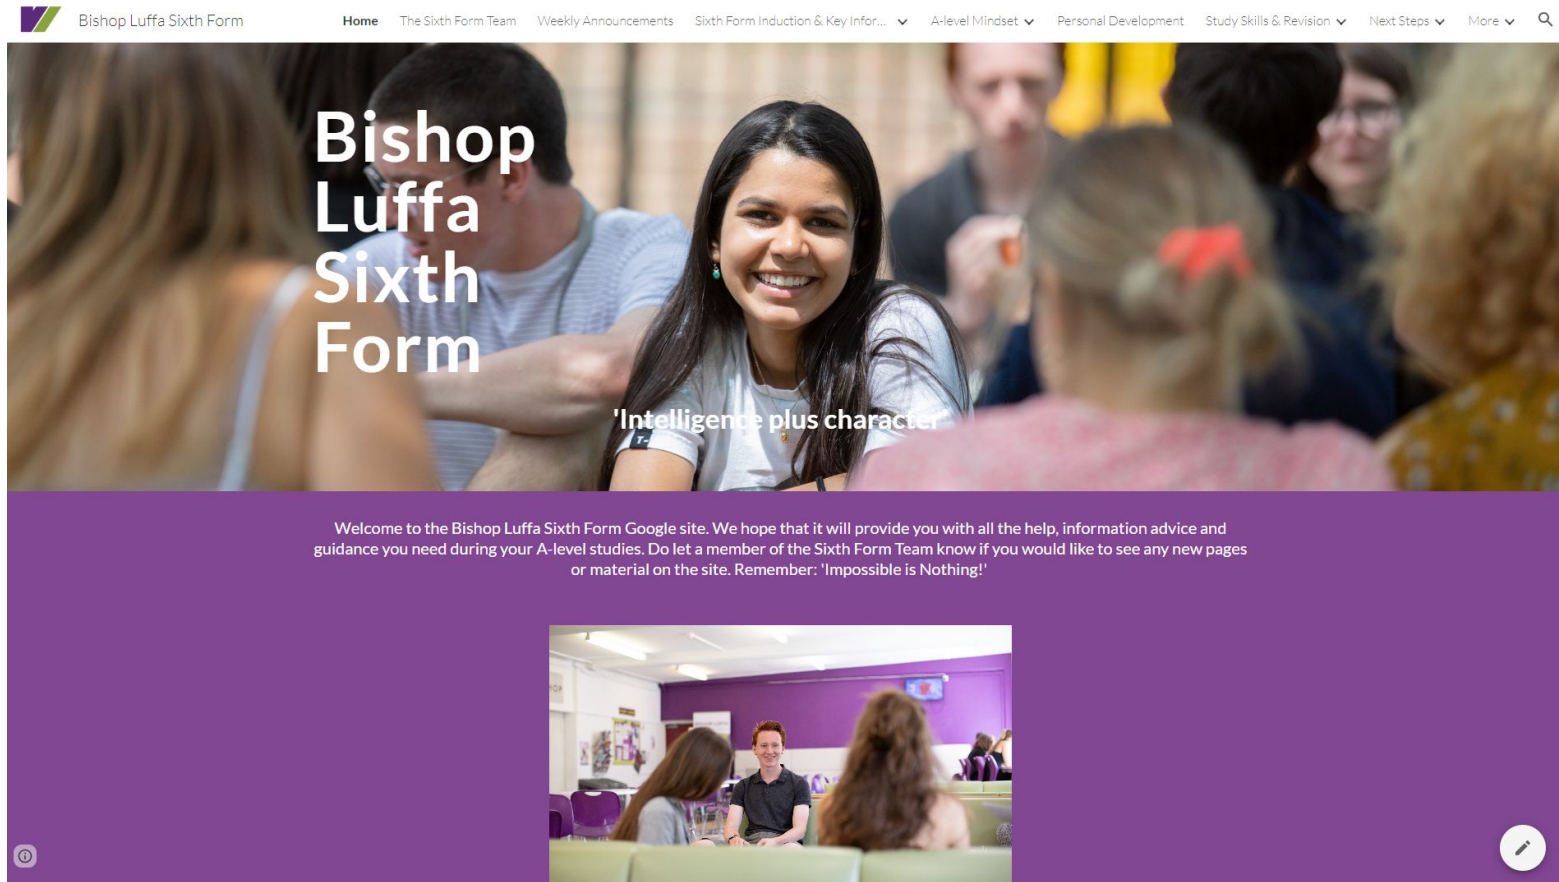 Bishop Luffa Sixth Form
Home
The Sixth Form Team
Weekly Announcements
Sixth Form Induction & Key Infor...
A-level Mindset
Personal Development
Study Skills & Revision
Next Steps
More
Bishop
Luffa
Sixth
Form
'Intelligence plus character'
T-
Welcome to the Bishop Luffa Sixth Form Google site. We hope that it will provide you with all the help, information advice and
guidance you need during your A-level studies. Do let a member of the Sixth Form Team know if you would like to see any new pages
or material on the site. Remember: 'Impossible is Nothing!'